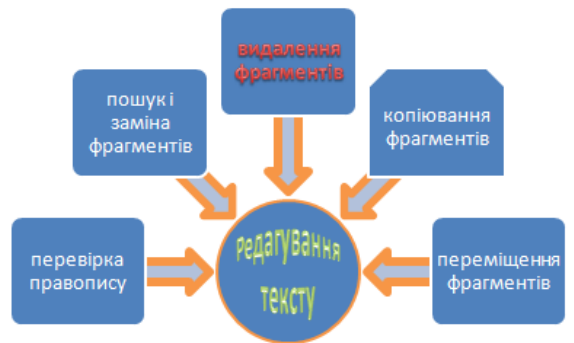 видалення
фрагментів
пошук і
заміна
фрагментів
копіювання
фрагментів
перевірка
правопису
Редагування
тексту
переміщення
фрагментів